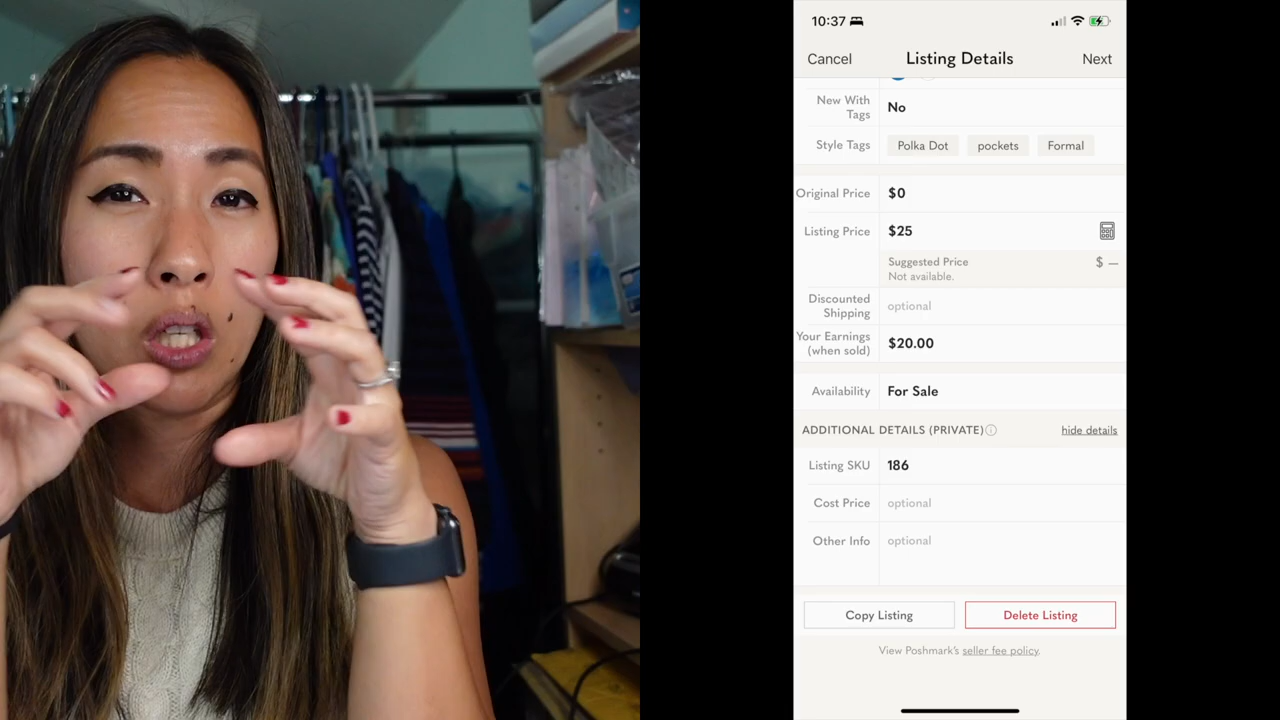 10:37
Cancel
Listing Details
Next
New With
Tags
No
Style Tags
Polka Dot
pockets
Formal
Original Price
$0
Listing Price
$25
Suggested Price
$ –
Not available.
Discounted
Shipping
optional
Your Earnings
(when sold)
$20.00
Availability
For Sale
ADDITIONAL DETAILS (PRIVATE)
hide details
Listing SKU
186
Cost Price
optional
Other Info
optional
Copy Listing
Delete Listing
View Poshmark's seller fee policy.